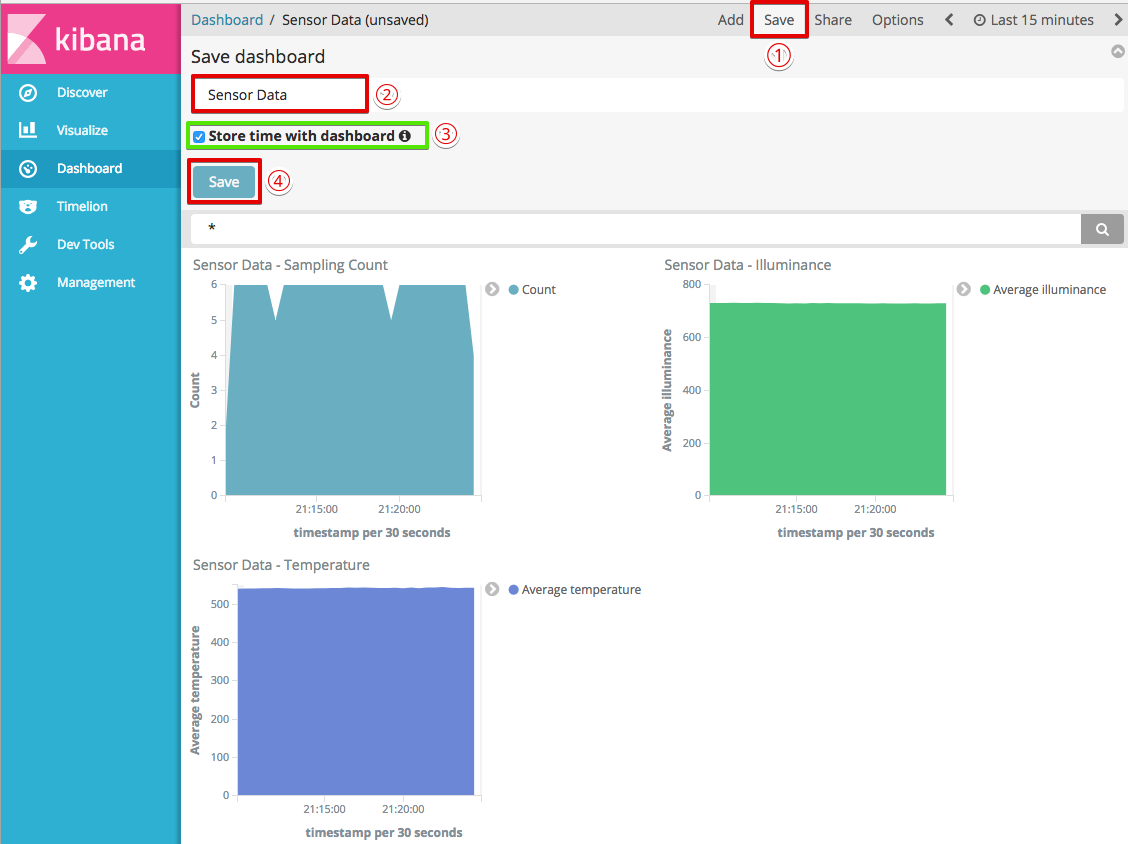 kibana
Discover
Visualize
Dashboard
Timelion
Dev Tools
Management
Dashboard / Sensor Data (unsaved)
Add Save Share Options Last 15 minutes
①
Save dashboard
Sensor Data ②
Store time with dashboard ③
Save ④
*
Sensor Data - Sampling Count
6
5
4
3
2
1
0
Count
21:15:00 21:20:00
timestamp per 30 seconds
Count
Sensor Data - Illuminance
800
600
400
200
0
Average illuminance
21:15:00 21:20:00
timestamp per 30 seconds
Average illuminance
Sensor Data - Temperature
500
400
300
200
100
0
Average temperature
21:15:00 21:20:00
timestamp per 30 seconds
Average temperature